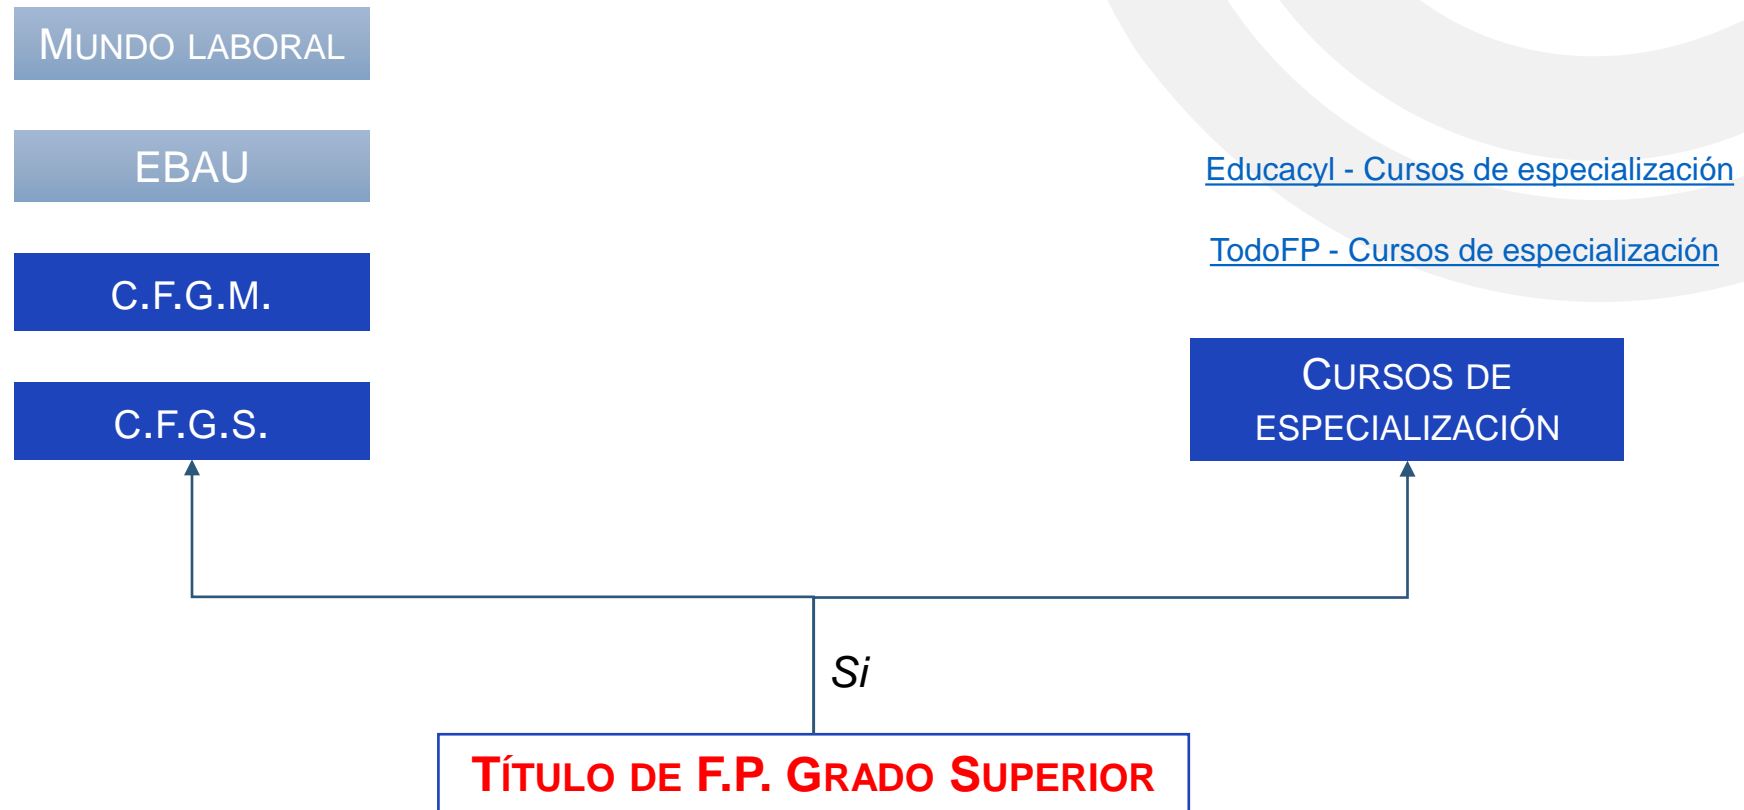 MUNDO LABORAL
EBAU
Educacyl - Cursos de especialización
TodoFP - Cursos de especialización
C.F.G.M.
CURSOS DE
ESPECIALIZACIÓN
C.F.G.S.
Si
TÍTULO DE F.P. GRADO SUPERIOR